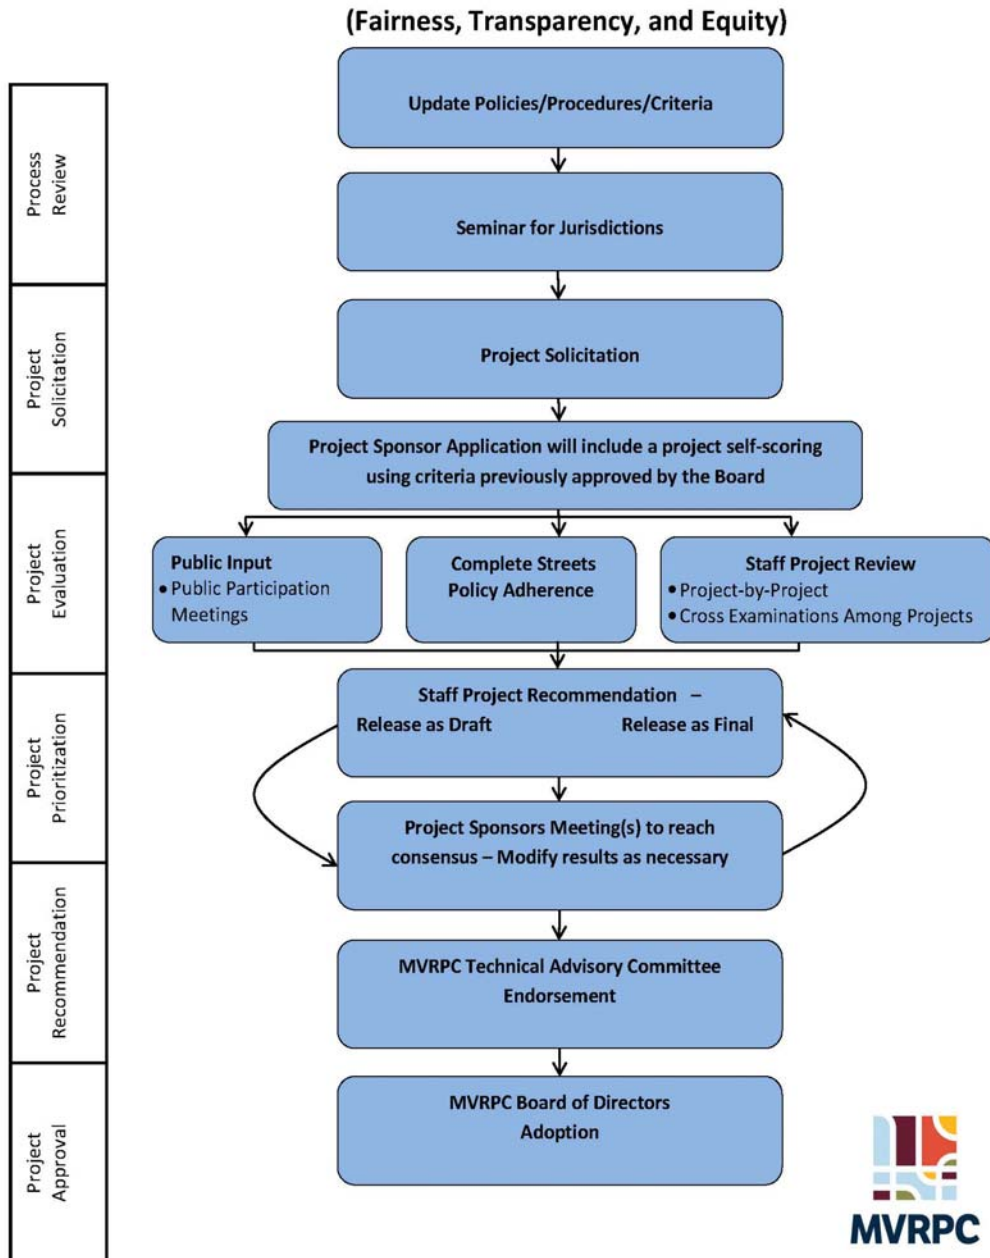 (Fairness, Transparency, and Equity)
Process
Review
Update Policies/Procedures/Criteria
Seminar for Jurisdictions
Project
Solicitation
Project Solicitation
Project Sponsor Application will include a project self-scoring
using criteria previously approved by the Board
Project
Evaluation
Public Input
• Public Participation
Meetings
Complete Streets
Policy Adherence
Staff Project Review
• Project-by-Project
• Cross Examinations Among Projects
Project
Prioritization
Staff Project Recommendation –
Release as Draft Release as Final
Project Sponsors Meeting(s) to reach
consensus – Modify results as necessary
Project
Recommendation
MVRPC Technical Advisory Committee
Endorsement
Project
Approval
MVRPC Board of Directors
Adoption
MVRPC